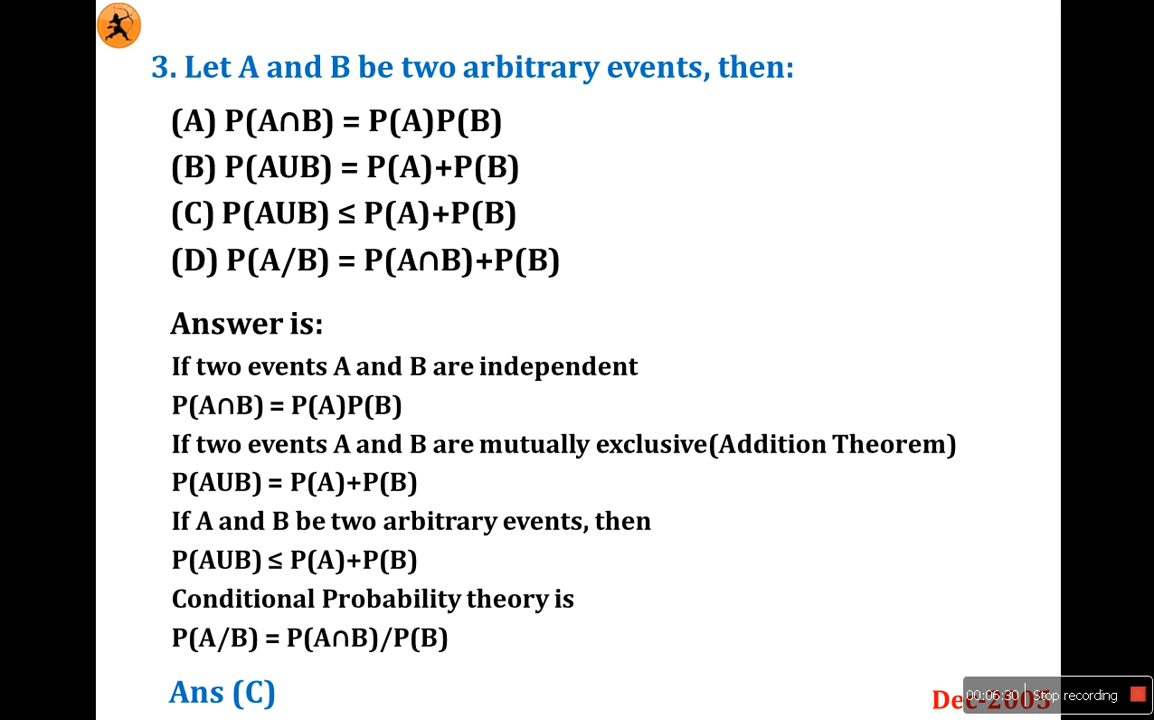 3. Let A and B be two arbitrary events, then:
(A) P(A∩B) = P(A)P(B)
(B) P(AUB) = P(A)+P(B)
(C) P(AUB) ≤ P(A)+P(B)
(D) P(A/B) = P(A∩B)+P(B)
Answer is:
If two events A and B are independent
P(A∩B) = P(A)P(B)
If two events A and B are mutually exclusive(Addition Theorem)
P(AUB) = P(A)+P(B)
If A and B be two arbitrary events, then
P(AUB) ≤ P(A)+P(B)
Conditional Probability theory is
P(A/B) = P(A∩B)/P(B)
Ans (C)
Dec-2005
00:06:30 Stop recording